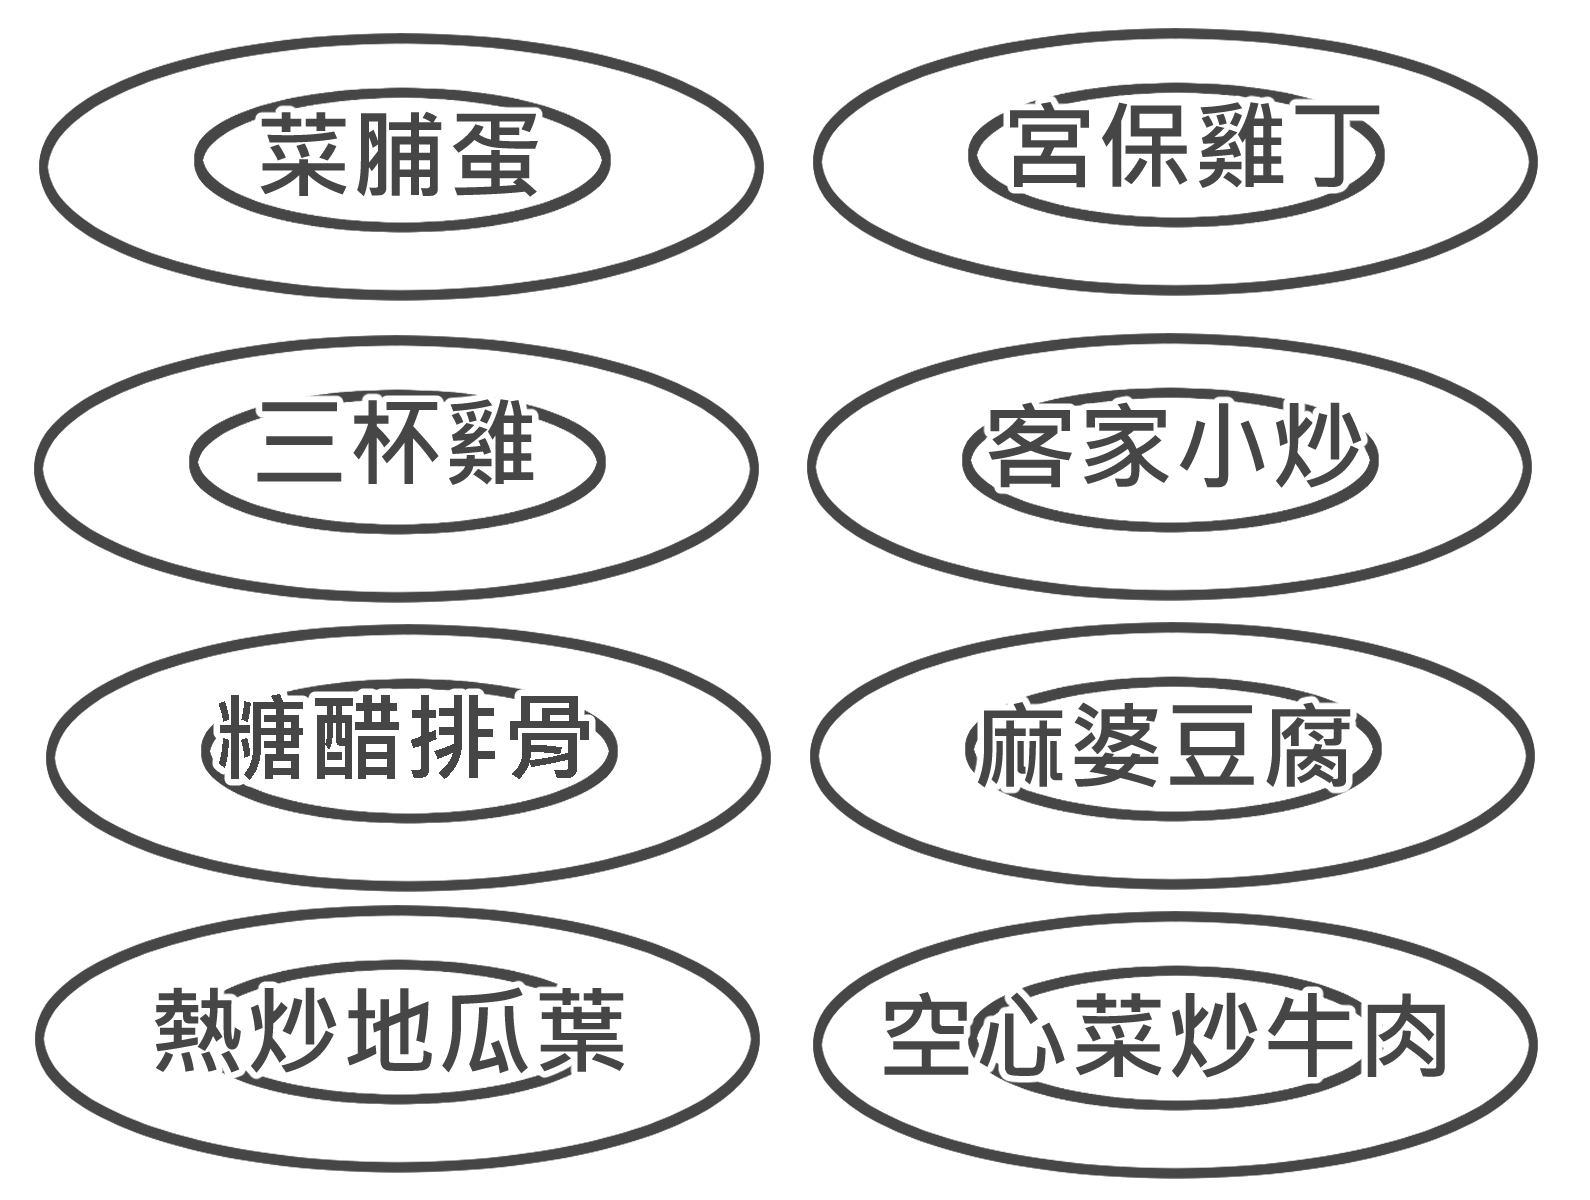 菜脯蛋
宮保雞丁
三杯雞
客家小炒
糖醋排骨
麻婆豆腐
熱炒地瓜葉
空心菜炒牛肉